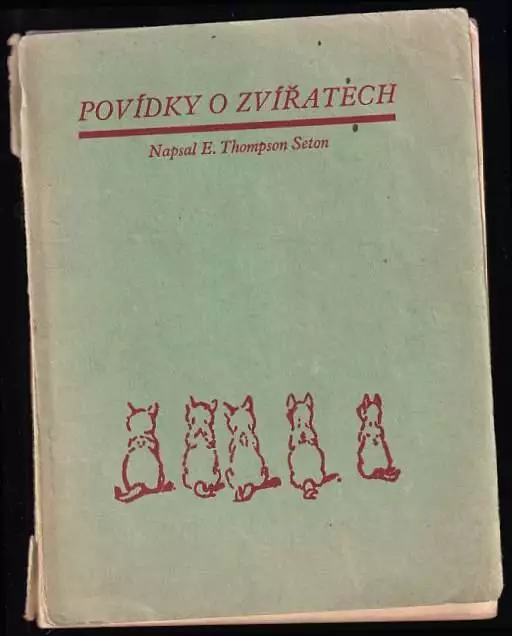 POVÍDKY O ZVÍŘATECH
Napsal E. Thompson Seton